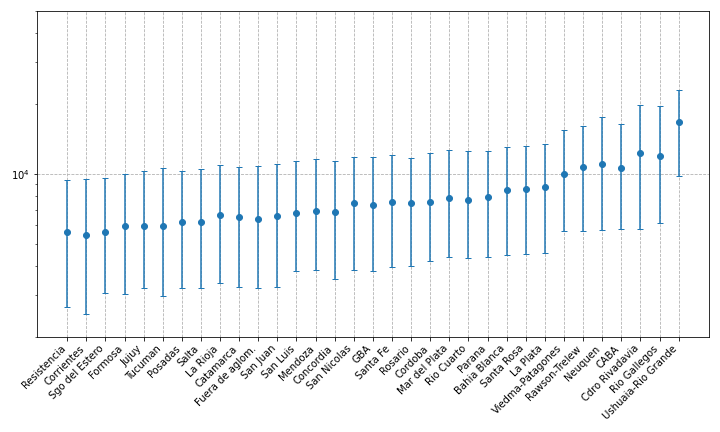 10⁴
Resistencia
Corrientes
Sgo del Estero
Formosa
Jujuy
Tucuman
Posadas
Salta
La Rioja
Catamarca
Fuera de aglom.
San Juan
San Luis
Mendoza
Concordia
San Nicolas
GBA
Santa Fe
Rosario
Cordoba
Mar del Plata
Rio Cuarto
Parana
Bahia Blanca
Santa Rosa
La Plata
Viedma-Patagones
Rawson-Trelew
Neuquen
CABA
Cdro Rivadavia
Rio Gallegos
Ushuaia-Rio Grande